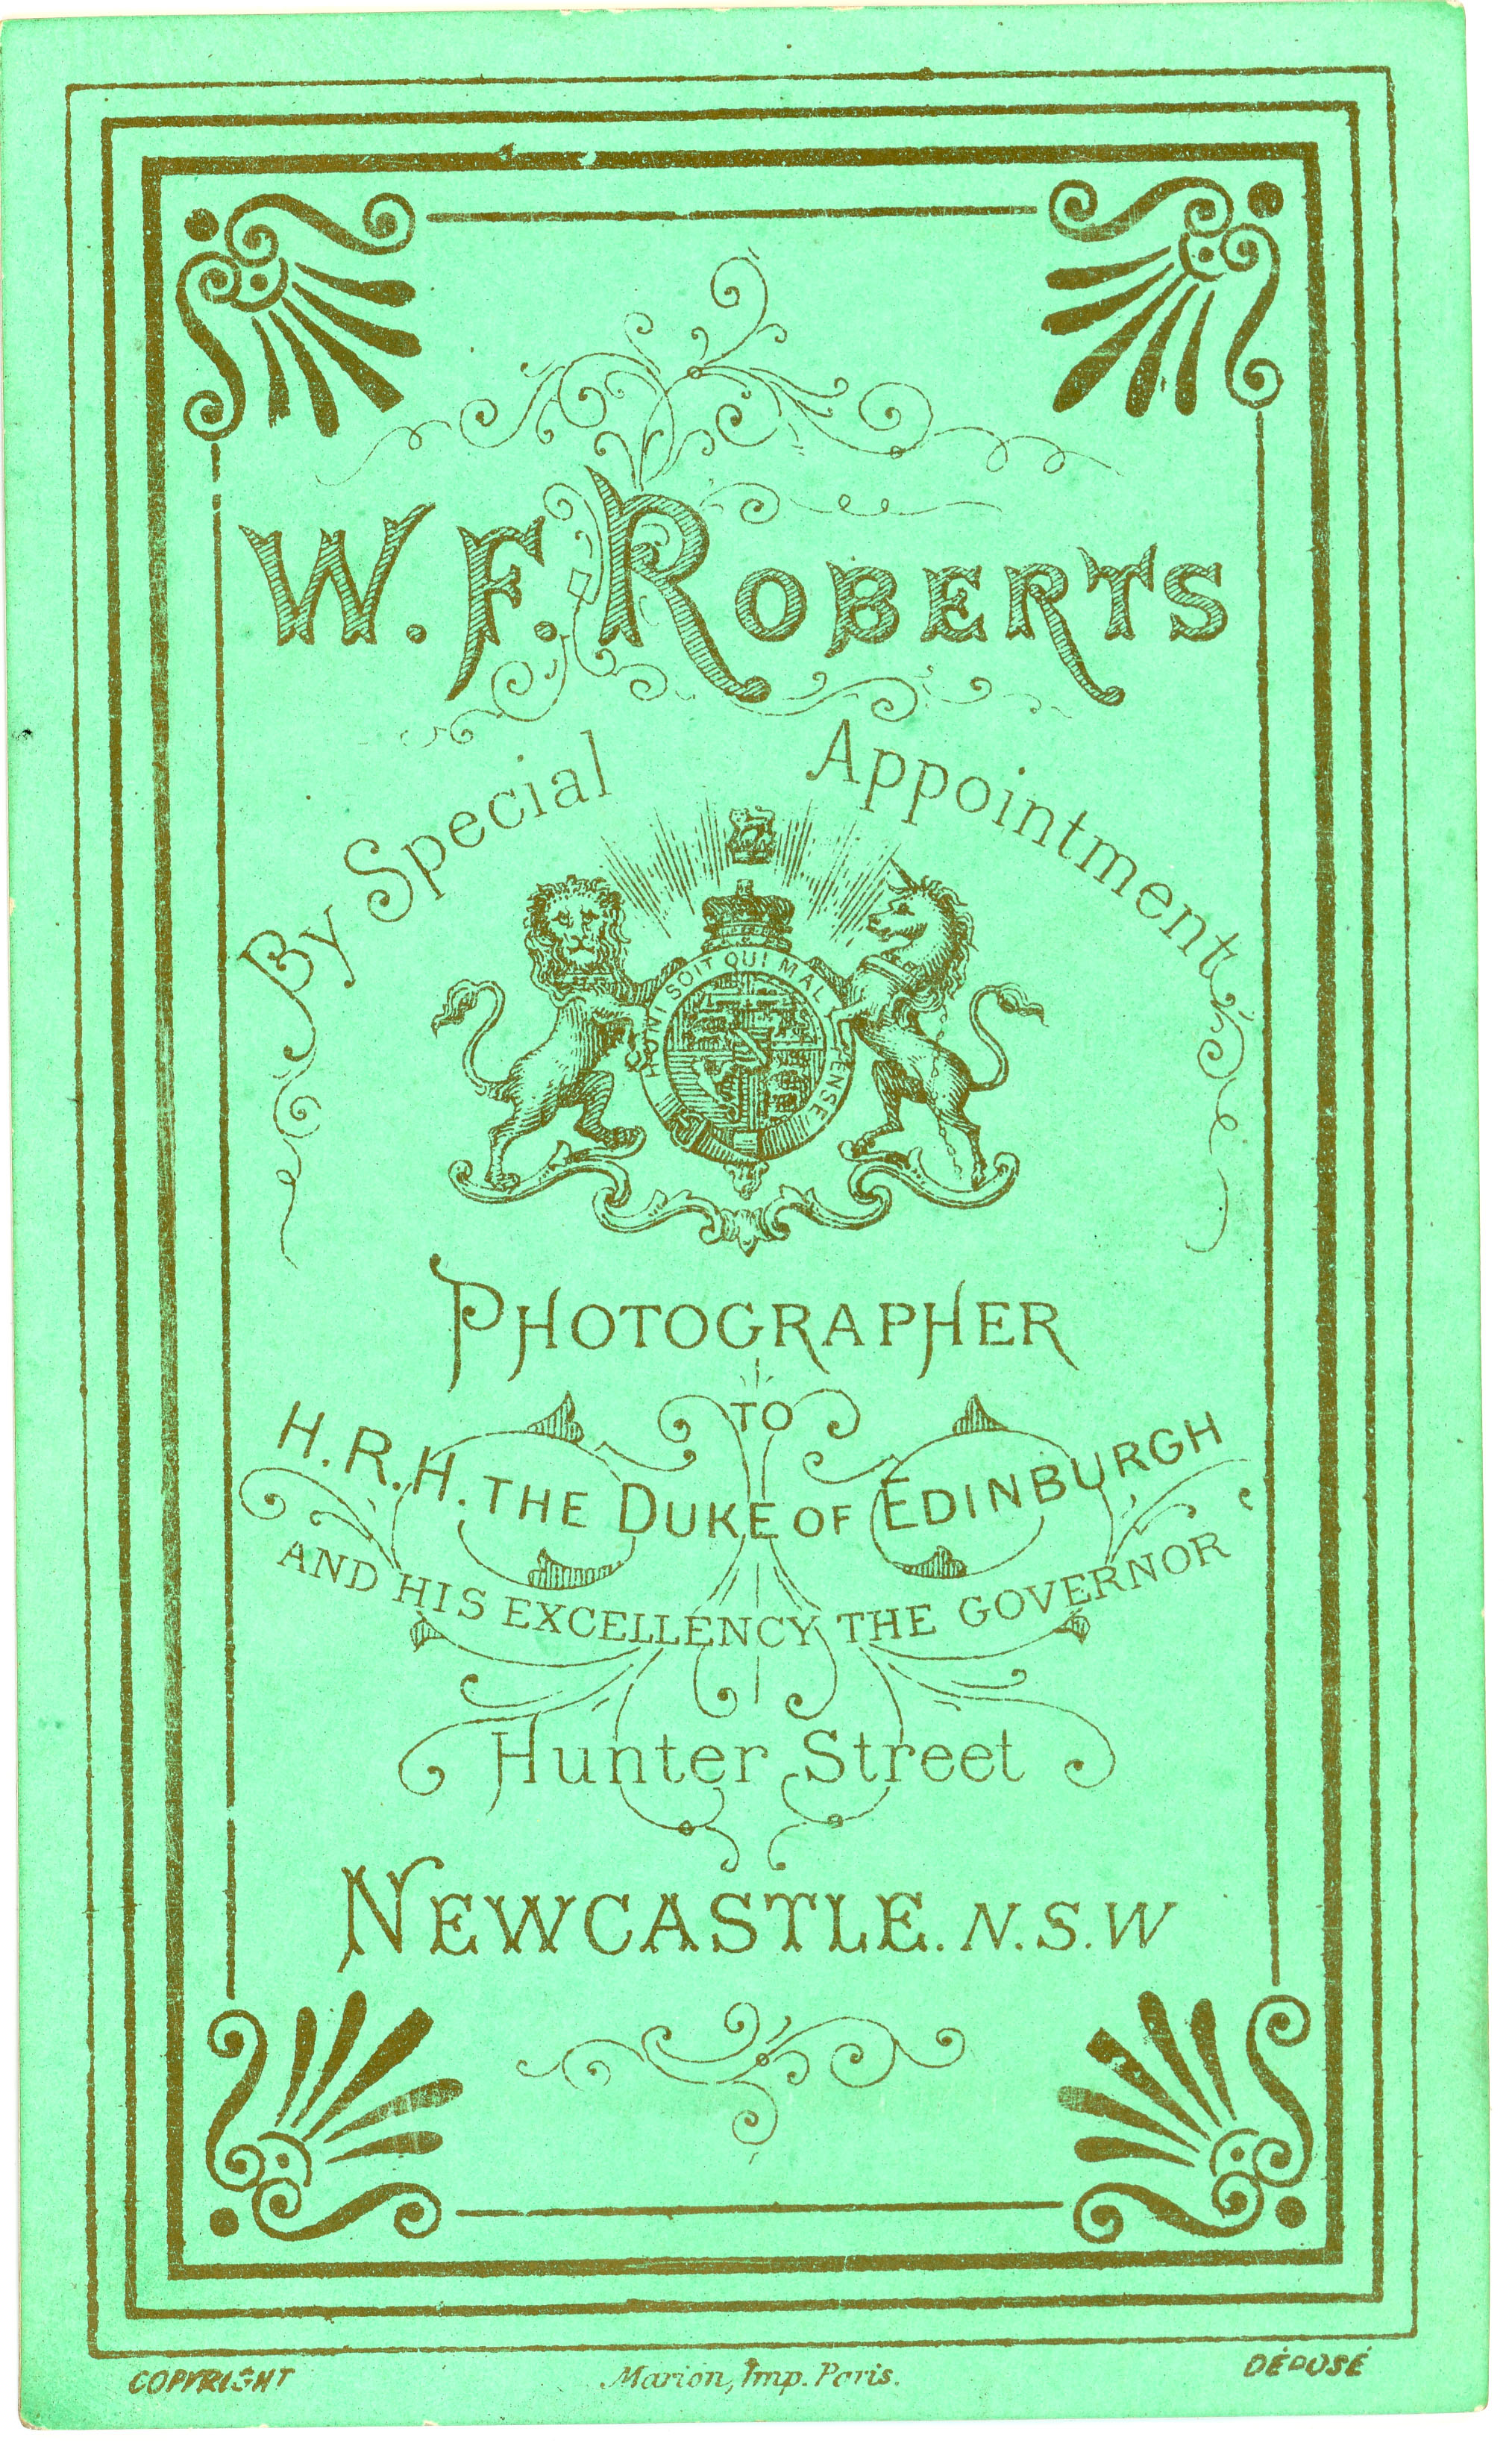 W. F. ROBERTS
By Special Appointment
HONI SOIT QUI MAL Y PENSE
PHOTOGRAPHER
TO
H.R.H. THE DUKE OF EDINBURGH
AND HIS EXCELLENCY THE GOVERNOR
Hunter Street
NEWCASTLE. N.S.W
COPYRIGHT
Marion, Imp. Paris.
DÉPOSÉ